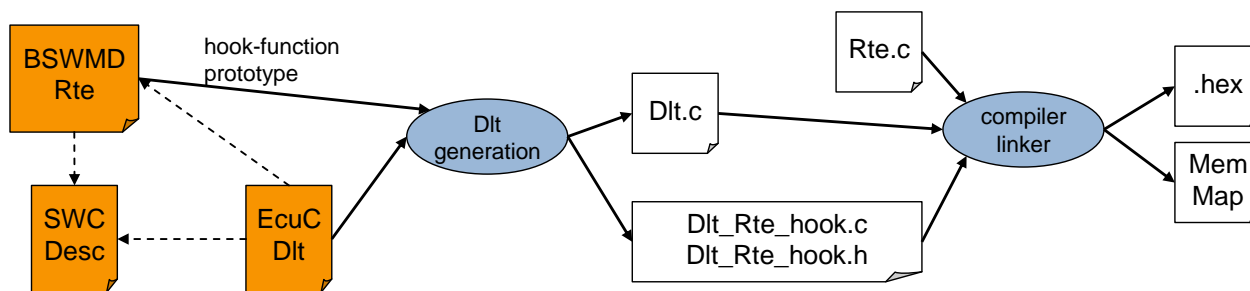 BSWMD
Rte
hook-function
prototype
SWC
Desc
EcuC
Dlt
Dlt
generation
Dlt.c
Dlt_Rte_hook.c
Dlt_Rte_hook.h
Rte.c
compiler
linker
.hex
Mem
Map